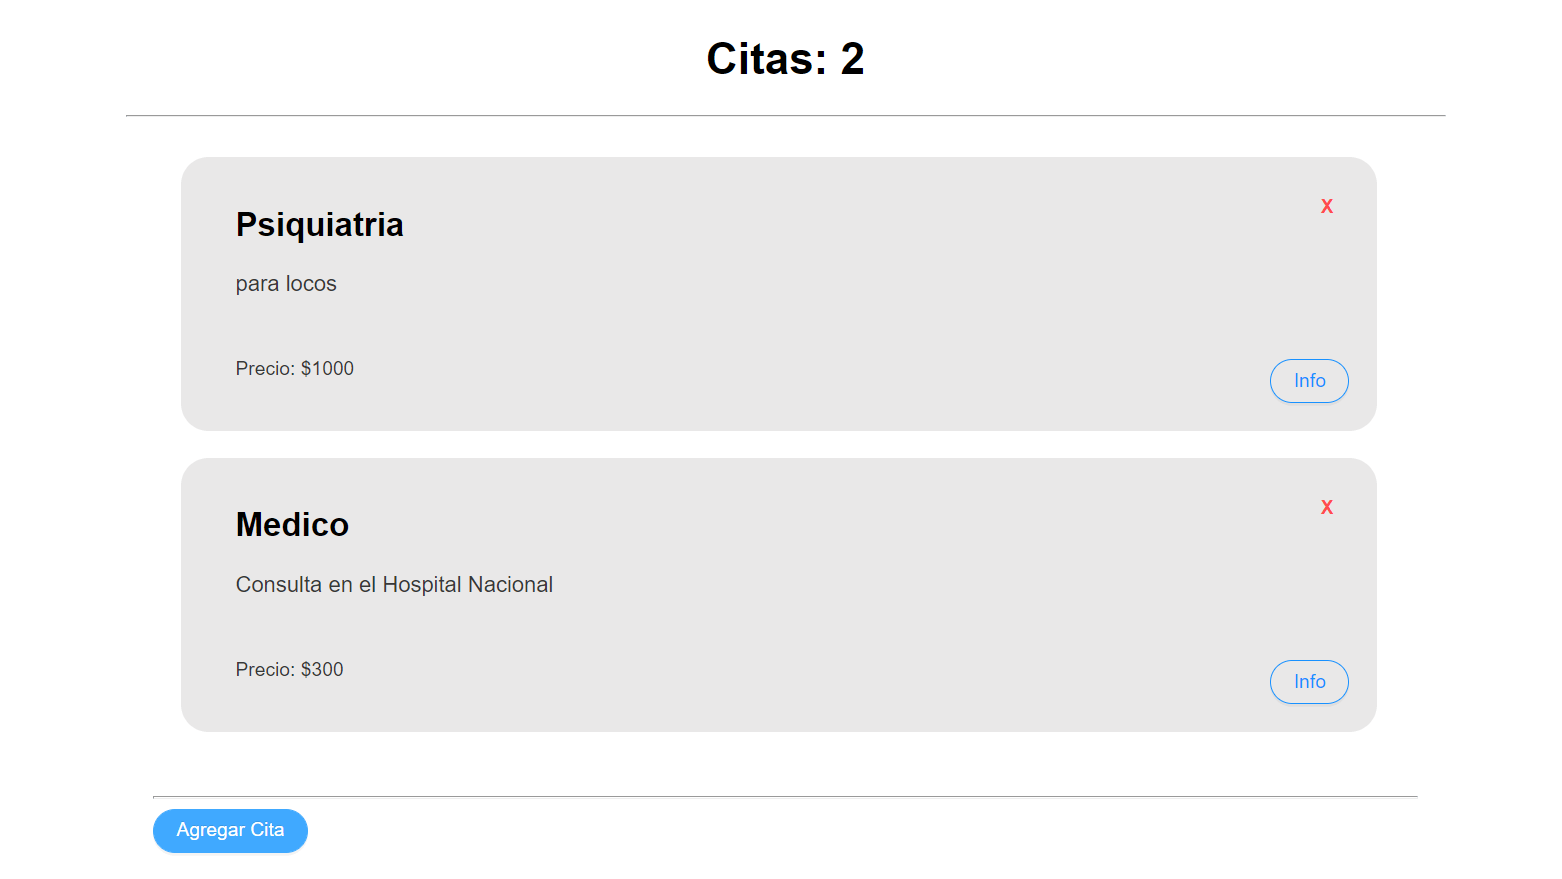 Citas: 2
Psiquiatria
X
para locos
Precio: $1000
Info
Medico
X
Consulta en el Hospital Nacional
Precio: $300
Info
Agregar Cita